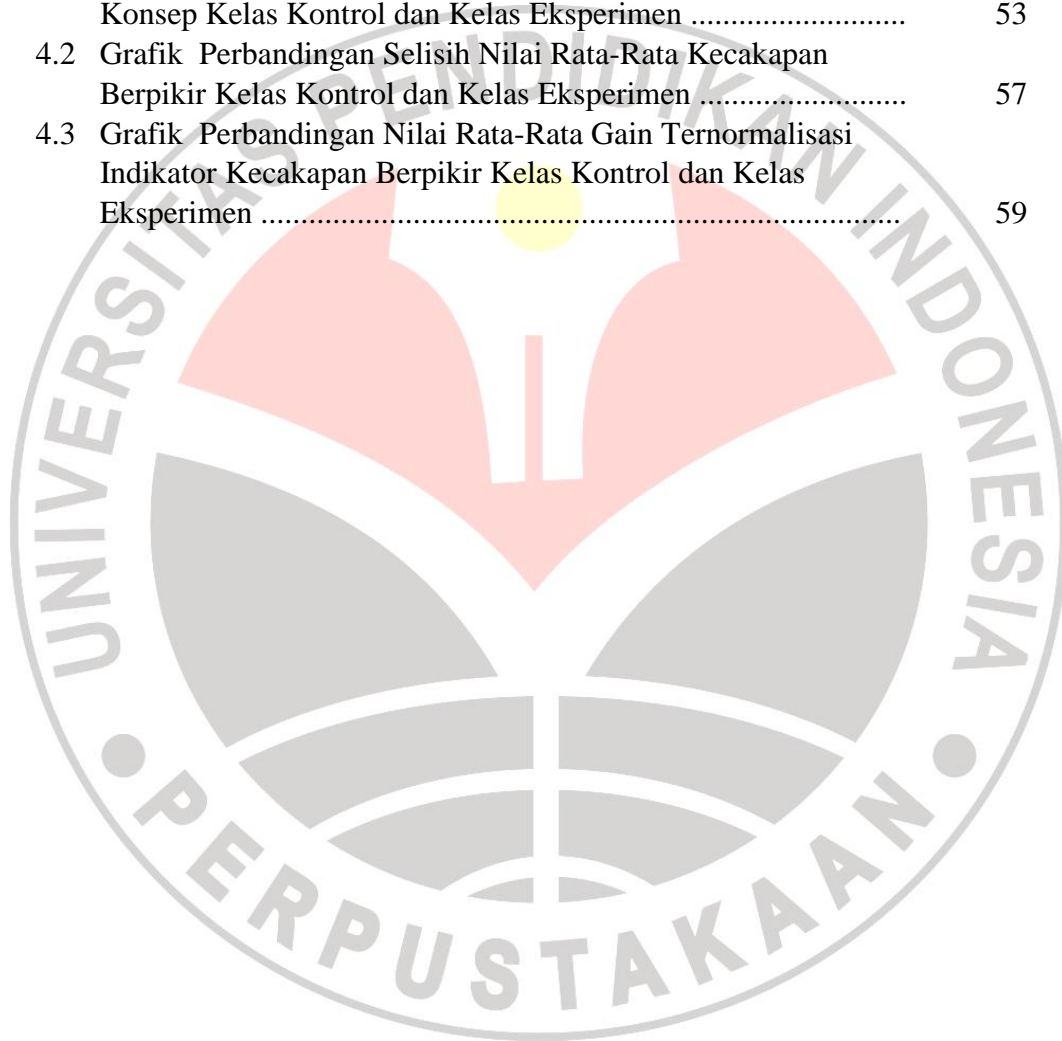 Konsep Kelas Kontrol dan Kelas Eksperimen ........................... 53
4.2 Grafik Perbandingan Selisih Nilai Rata-Rata Kecakapan
Berpikir Kelas Kontrol dan Kelas Eksperimen .......................... 57
4.3 Grafik Perbandingan Nilai Rata-Rata Gain Ternormalisasi
Indikator Kecakapan Berpikir Kelas Kontrol dan Kelas
Eksperimen ................................................................................. 59
UNIVERSITAS PENDIDIKAN INDONESIA
PERPUSTAKAAN